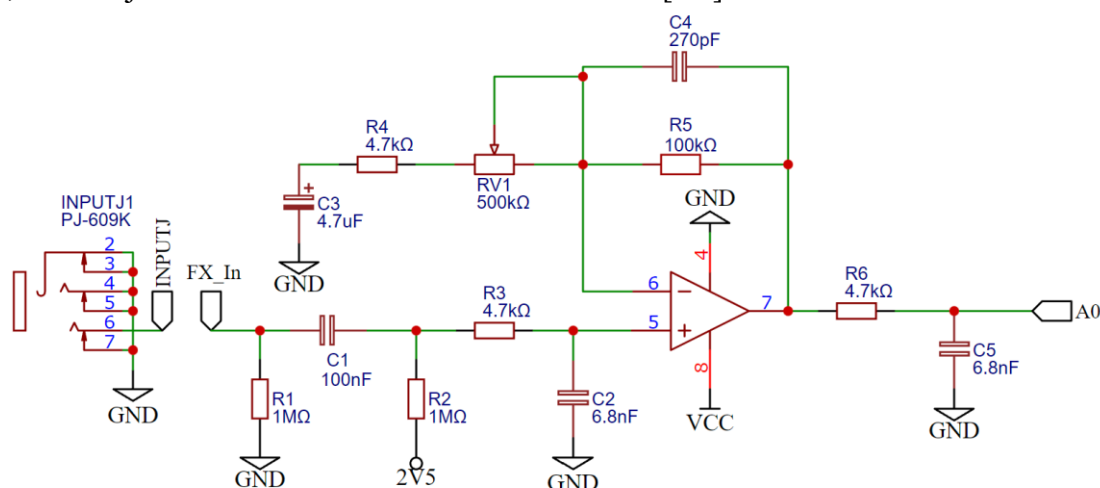 C4
270pF
R4
4.7kΩ
R5
100kΩ
RV1
500kΩ
C3
4.7uF
GND
GND
INPUTJ1
PJ-609K
2
3
4
5
6
7
GND
INPUTJ
FX_In
R1
1MΩ
GND
C1
100nF
R2
1MΩ
2V5
R3
4.7kΩ
C2
6.8nF
GND
6
5
4
7
8
VCC
R6
4.7kΩ
C5
6.8nF
GND
A0